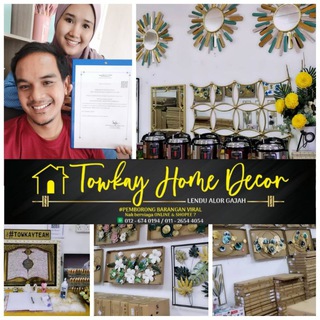 Towkay Home Decor
LENDU ALOR GAJAH
#PEMBORONG BARANGAN VIRAL
Nak berniaga ONLINE & SHOPEE ?
012 - 674 0194 / 011 - 2654 4054
#TOWKAYTEAM